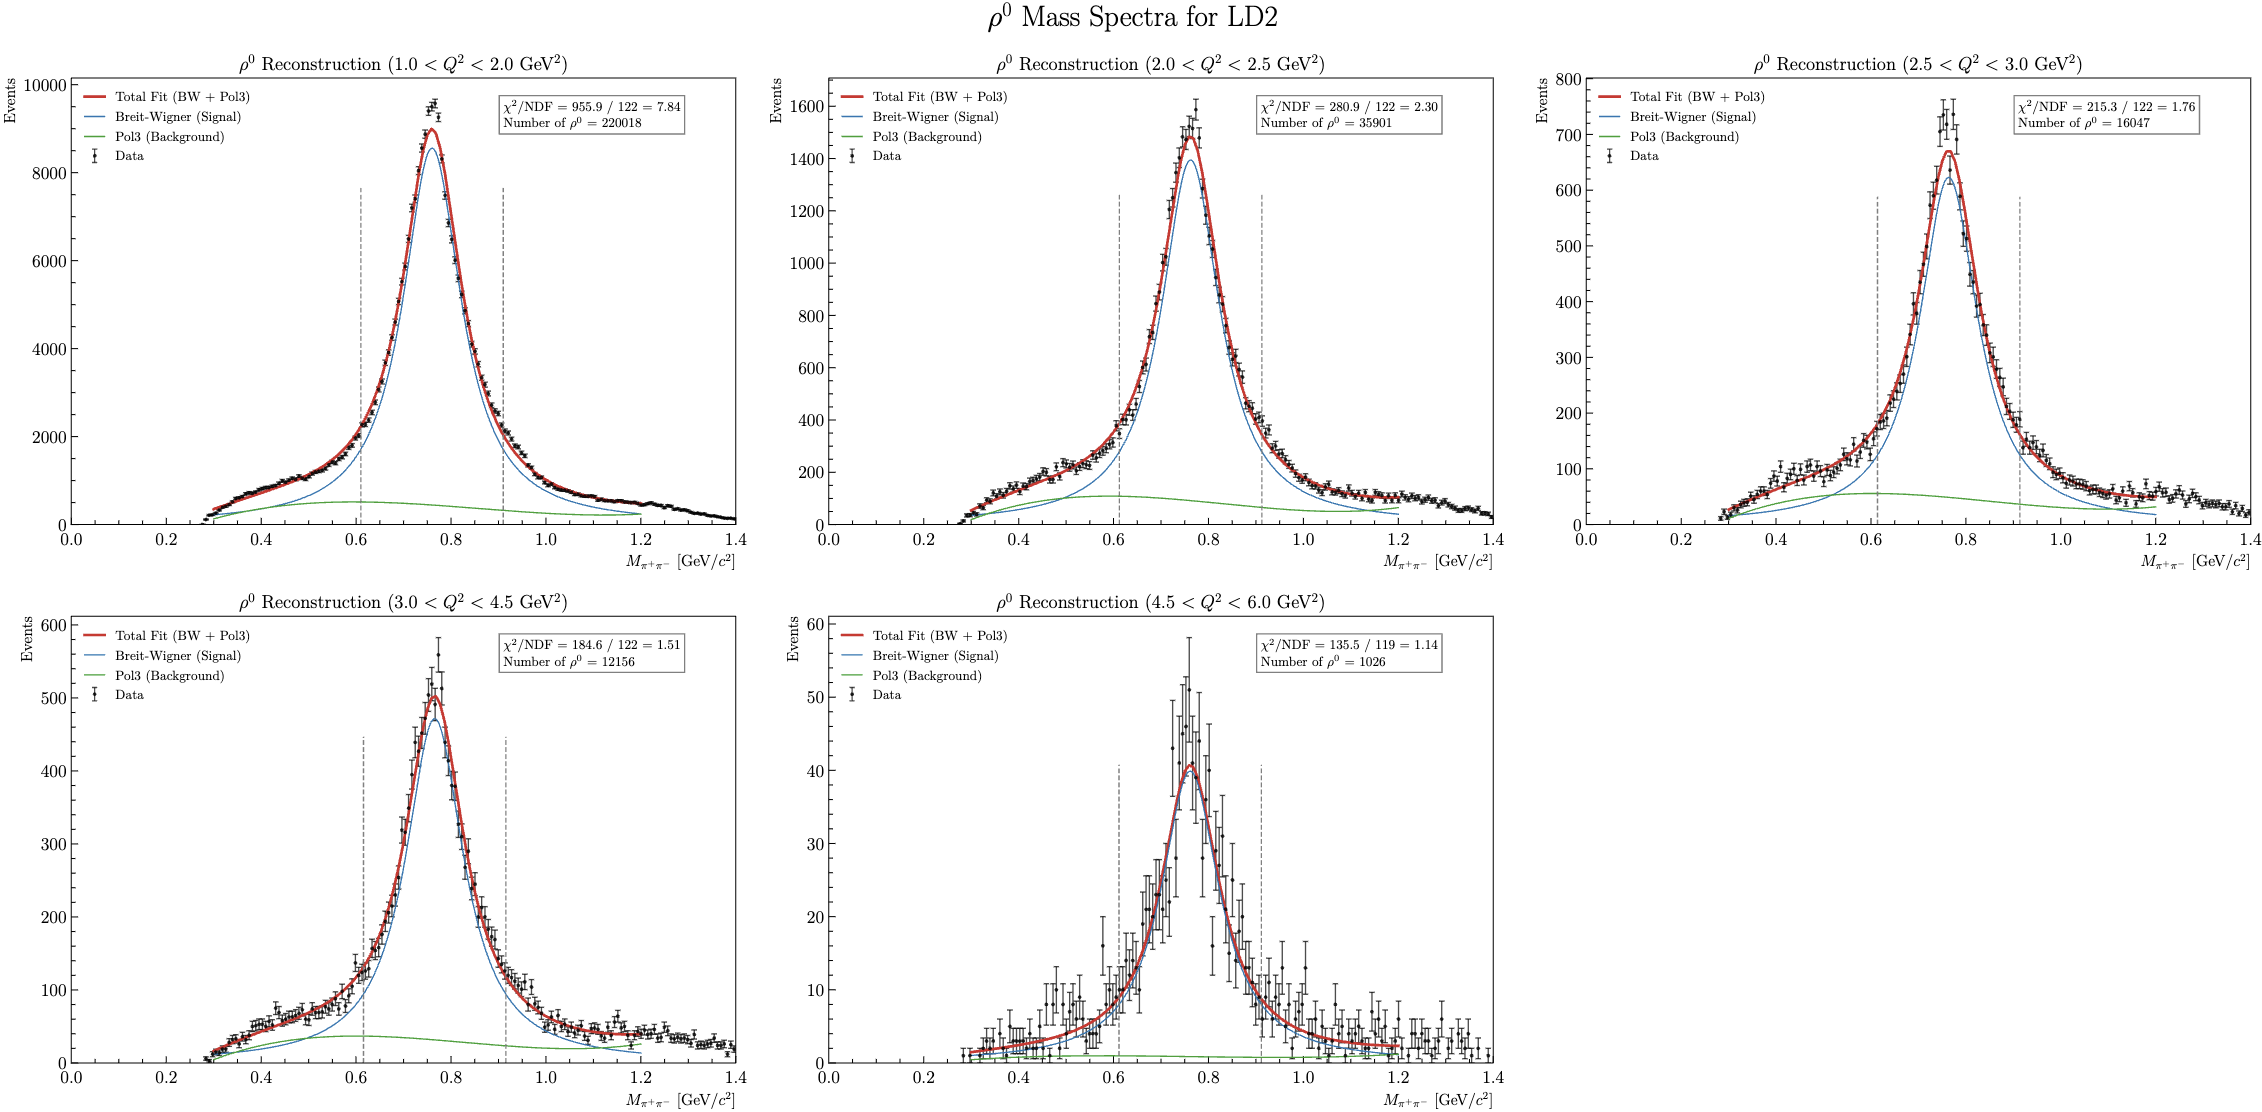 ρ⁰ Mass Spectra for LD2
ρ⁰ Reconstruction (1.0 < Q² < 2.0 GeV²)
Events
Total Fit (BW + Pol3)
Breit-Wigner (Signal)
Pol3 (Background)
Data
χ²/NDF = 955.9 / 122 = 7.84
Number of ρ⁰ = 220018
10000
8000
6000
4000
2000
0
0.0 0.2 0.4 0.6 0.8 1.0 1.2 1.4
M_π⁺π⁻ [GeV/c²]
ρ⁰ Reconstruction (2.0 < Q² < 2.5 GeV²)
Events
Total Fit (BW + Pol3)
Breit-Wigner (Signal)
Pol3 (Background)
Data
χ²/NDF = 280.9 / 122 = 2.30
Number of ρ⁰ = 35901
1600
1400
1200
1000
800
600
400
200
0
0.0 0.2 0.4 0.6 0.8 1.0 1.2 1.4
M_π⁺π⁻ [GeV/c²]
ρ⁰ Reconstruction (2.5 < Q² < 3.0 GeV²)
Events
Total Fit (BW + Pol3)
Breit-Wigner (Signal)
Pol3 (Background)
Data
χ²/NDF = 215.3 / 122 = 1.76
Number of ρ⁰ = 16047
800
700
600
500
400
300
200
100
0
0.0 0.2 0.4 0.6 0.8 1.0 1.2 1.4
M_π⁺π⁻ [GeV/c²]
ρ⁰ Reconstruction (3.0 < Q² < 4.5 GeV²)
Events
Total Fit (BW + Pol3)
Breit-Wigner (Signal)
Pol3 (Background)
Data
χ²/NDF = 184.6 / 122 = 1.51
Number of ρ⁰ = 12156
600
500
400
300
200
100
0
0.0 0.2 0.4 0.6 0.8 1.0 1.2 1.4
M_π⁺π⁻ [GeV/c²]
ρ⁰ Reconstruction (4.5 < Q² < 6.0 GeV²)
Events
Total Fit (BW + Pol3)
Breit-Wigner (Signal)
Pol3 (Background)
Data
χ²/NDF = 135.5 / 119 = 1.14
Number of ρ⁰ = 1026
60
50
40
30
20
10
0
0.0 0.2 0.4 0.6 0.8 1.0 1.2 1.4
M_π⁺π⁻ [GeV/c²]